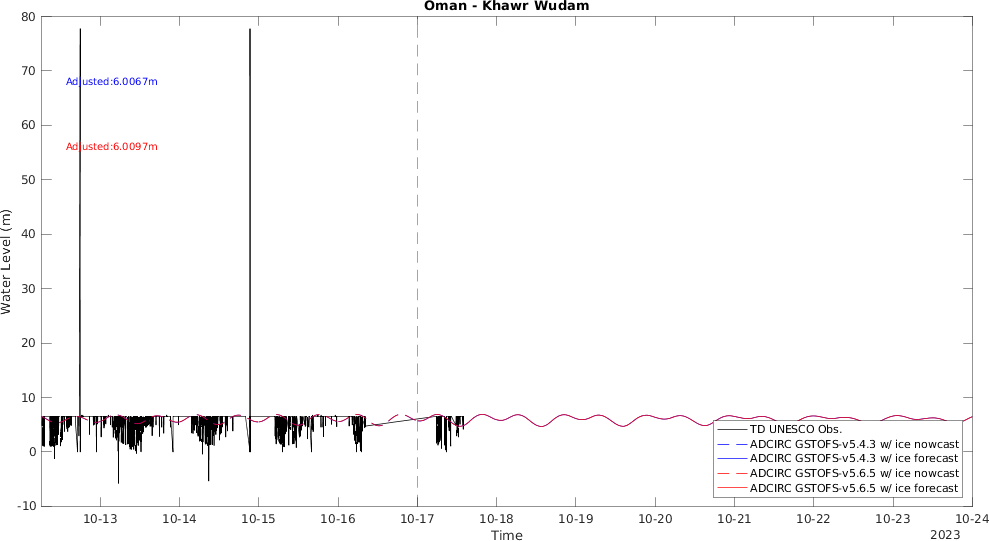 Oman - Khawr Wudam
80
70
60
50
40
30
20
10
0
-10
Water Level (m)
Adjusted:6.0067m
Adjusted:6.0097m
TD UNESCO Obs.
ADCIRC GSTOFS-v5.4.3 w/ ice nowcast
ADCIRC GSTOFS-v5.4.3 w/ ice forecast
ADCIRC GSTOFS-v5.6.5 w/ ice nowcast
ADCIRC GSTOFS-v5.6.5 w/ ice forecast
10-13 10-14 10-15 10-16 10-17 10-18 10-19 10-20 10-21 10-22 10-23 10-24
Time
2023